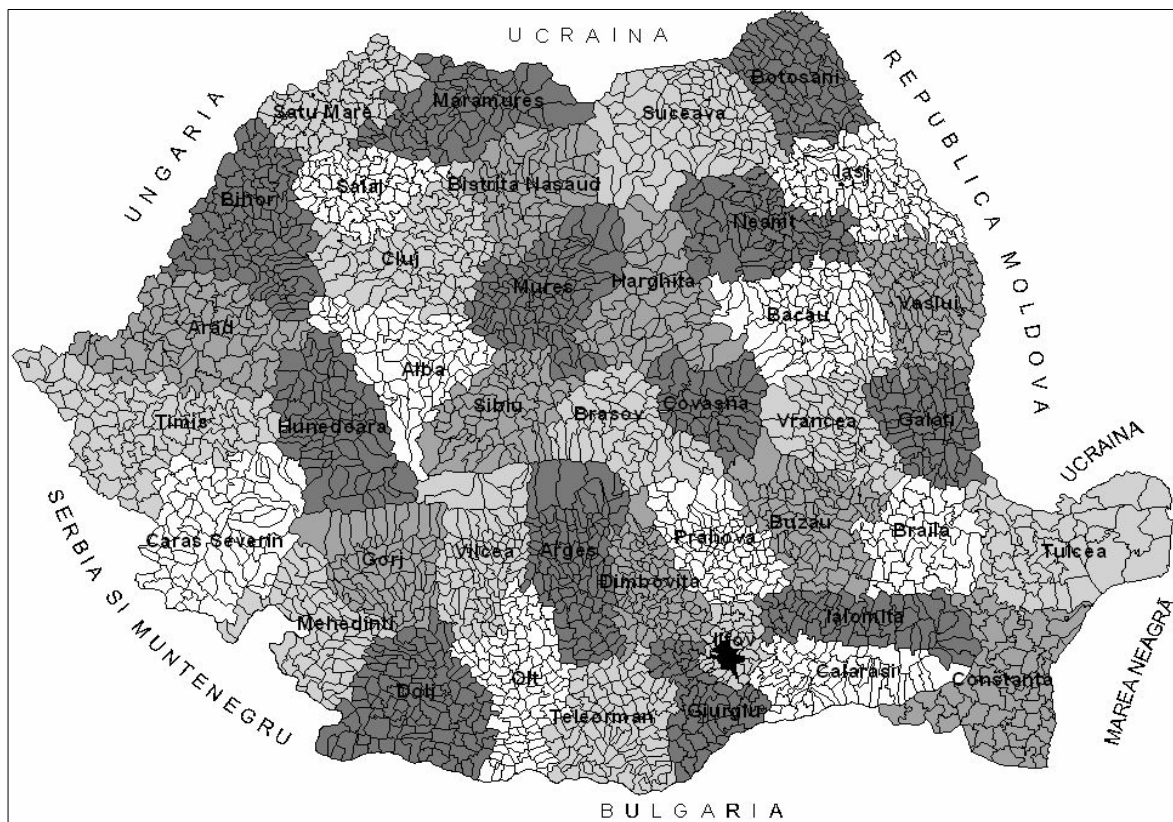 UCRAINA
UNGARIA
REPUBLICA MOLDOVA
Botosani
Maramures
Satu Mare
Suceava
Iasi
Salaj
Bistrita Nasaud
Bihor
Neamt
Cluj
Mures
Harghita
Vaslui
Bacau
Arad
Alba
Sibiu
Brasov
Covasna
Vrancea
Galati
Timis
Hunedoara
UCRAINA
SERBIA SI MUNTENEGRU
Caras Severin
Gorj
Vilcea
Arges
Prahova
Buzau
Braila
Tulcea
Dimbovita
Mehedinti
Ialomita
Ilfov
Calarasi
Constanta
MAREA NEAGRĂ
Dolj
Olt
Teleorman
Giurgiu
BULGARIA